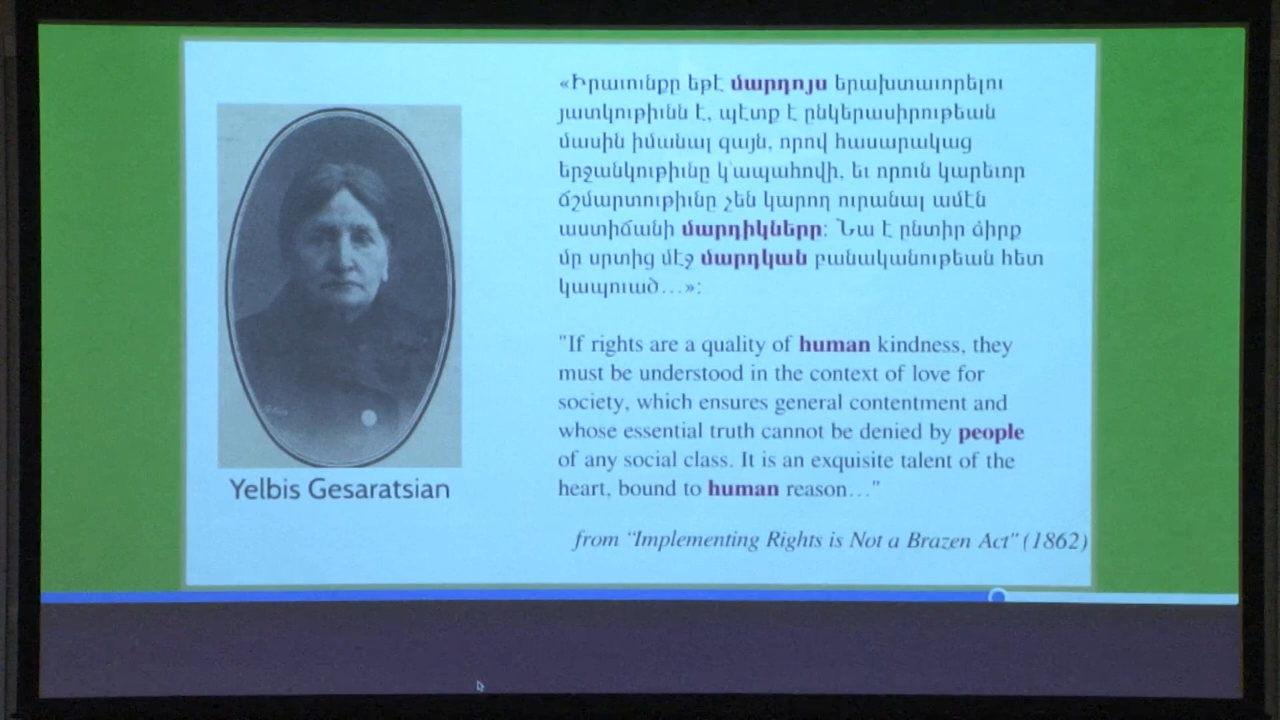 «Իրաւունքը եթէ մարդոյս երախտաւորելու
յատկութիւնն է, պէտք է ընկերասիրութեան
մասին իմանալ զայն, որով հասարակաց
երջանկութիւնը կ'ապահովի, եւ որուն կարեւոր
ճշմարտութիւնը չեն կարող ուրանալ ամէն
աստիճանի մարդիկները: Նա է ընտիր ձիրք
մը սրտից մէջ մարդկան բանականութեան հետ
կապուած…»:
"If rights are a quality of human kindness, they
must be understood in the context of love for
society, which ensures general contentment and
whose essential truth cannot be denied by people
of any social class. It is an exquisite talent of the
heart, bound to human reason…"
from "Implementing Rights is Not a Brazen Act" (1862)
Yelbis Gesaratsian